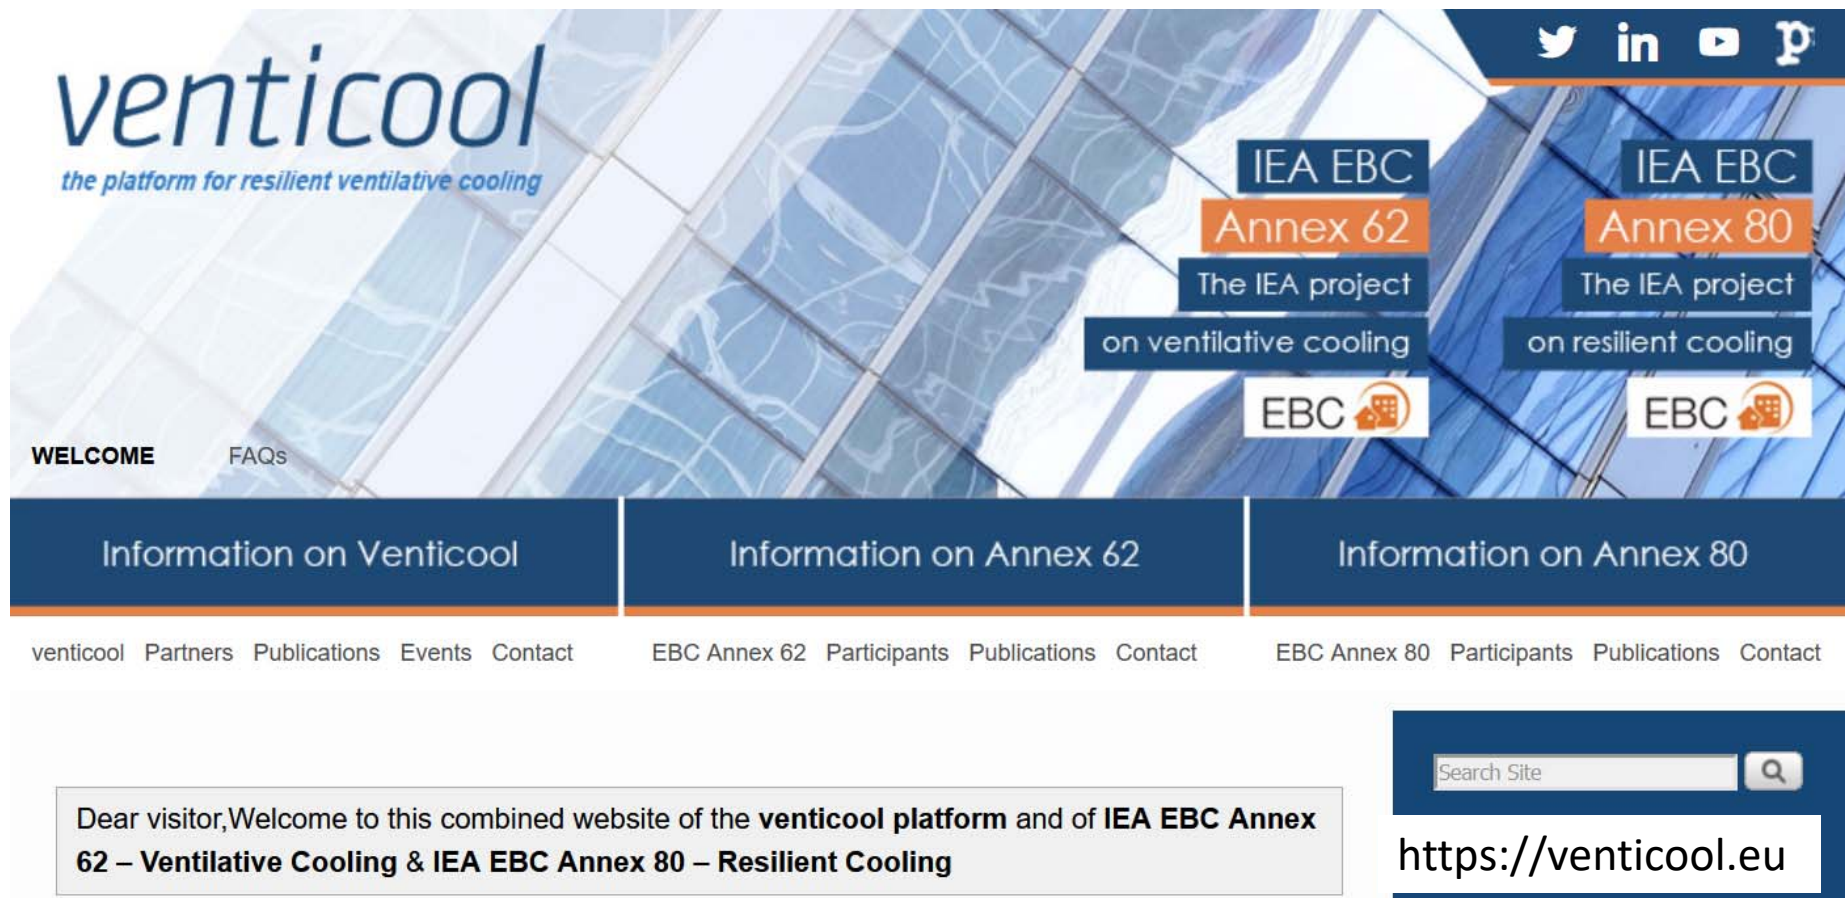 venticool
the platform for resilient ventilative cooling
IEA EBC
Annex 62
The IEA project
on ventilative cooling
EBC
IEA EBC
Annex 80
The IEA project
on resilient cooling
EBC
WELCOME FAQs
Information on Venticool
Information on Annex 62
Information on Annex 80
venticool Partners Publications Events Contact
EBC Annex 62 Participants Publications Contact
EBC Annex 80 Participants Publications Contact
Search Site
Dear visitor,Welcome to this combined website of the venticool platform and of IEA EBC Annex
62 – Ventilative Cooling & IEA EBC Annex 80 – Resilient Cooling
https://venticool.eu